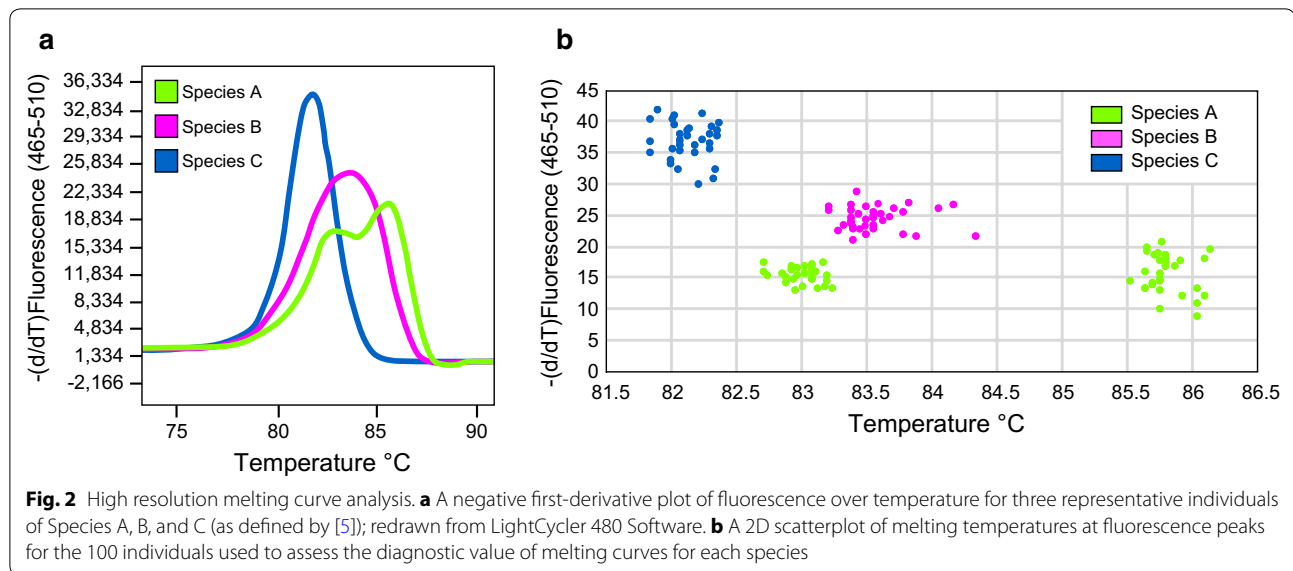 a
-(d/dT)Fluorescence (465-510)
36,334
32,834
29,334
25,834
22,334
18,834
15,334
11,834
8,334
4,834
1,334
-2,166
Species A
Species B
Species C
75 80 85 90
Temperature °C
b
-(d/dT)Fluorescence (465-510)
45
40
35
30
25
20
15
10
5
0
Species A
Species B
Species C
81.5 82 82.5 83 83.5 84 84.5 85 85.5 86 86.5
Temperature °C
Fig. 2 High resolution melting curve analysis. a A negative first-derivative plot of fluorescence over temperature for three representative individuals
of Species A, B, and C (as defined by [5]); redrawn from LightCycler 480 Software. b A 2D scatterplot of melting temperatures at fluorescence peaks
for the 100 individuals used to assess the diagnostic value of melting curves for each species